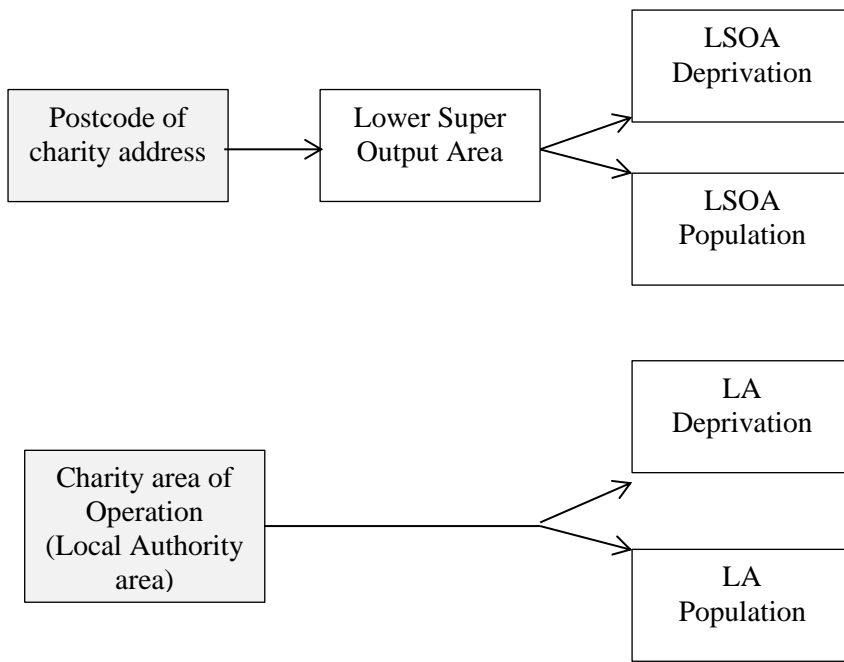 Postcode of
charity address
Lower Super
Output Area
LSOA
Deprivation
LSOA
Population
Charity area of
Operation
(Local Authority
area)
LA
Deprivation
LA
Population